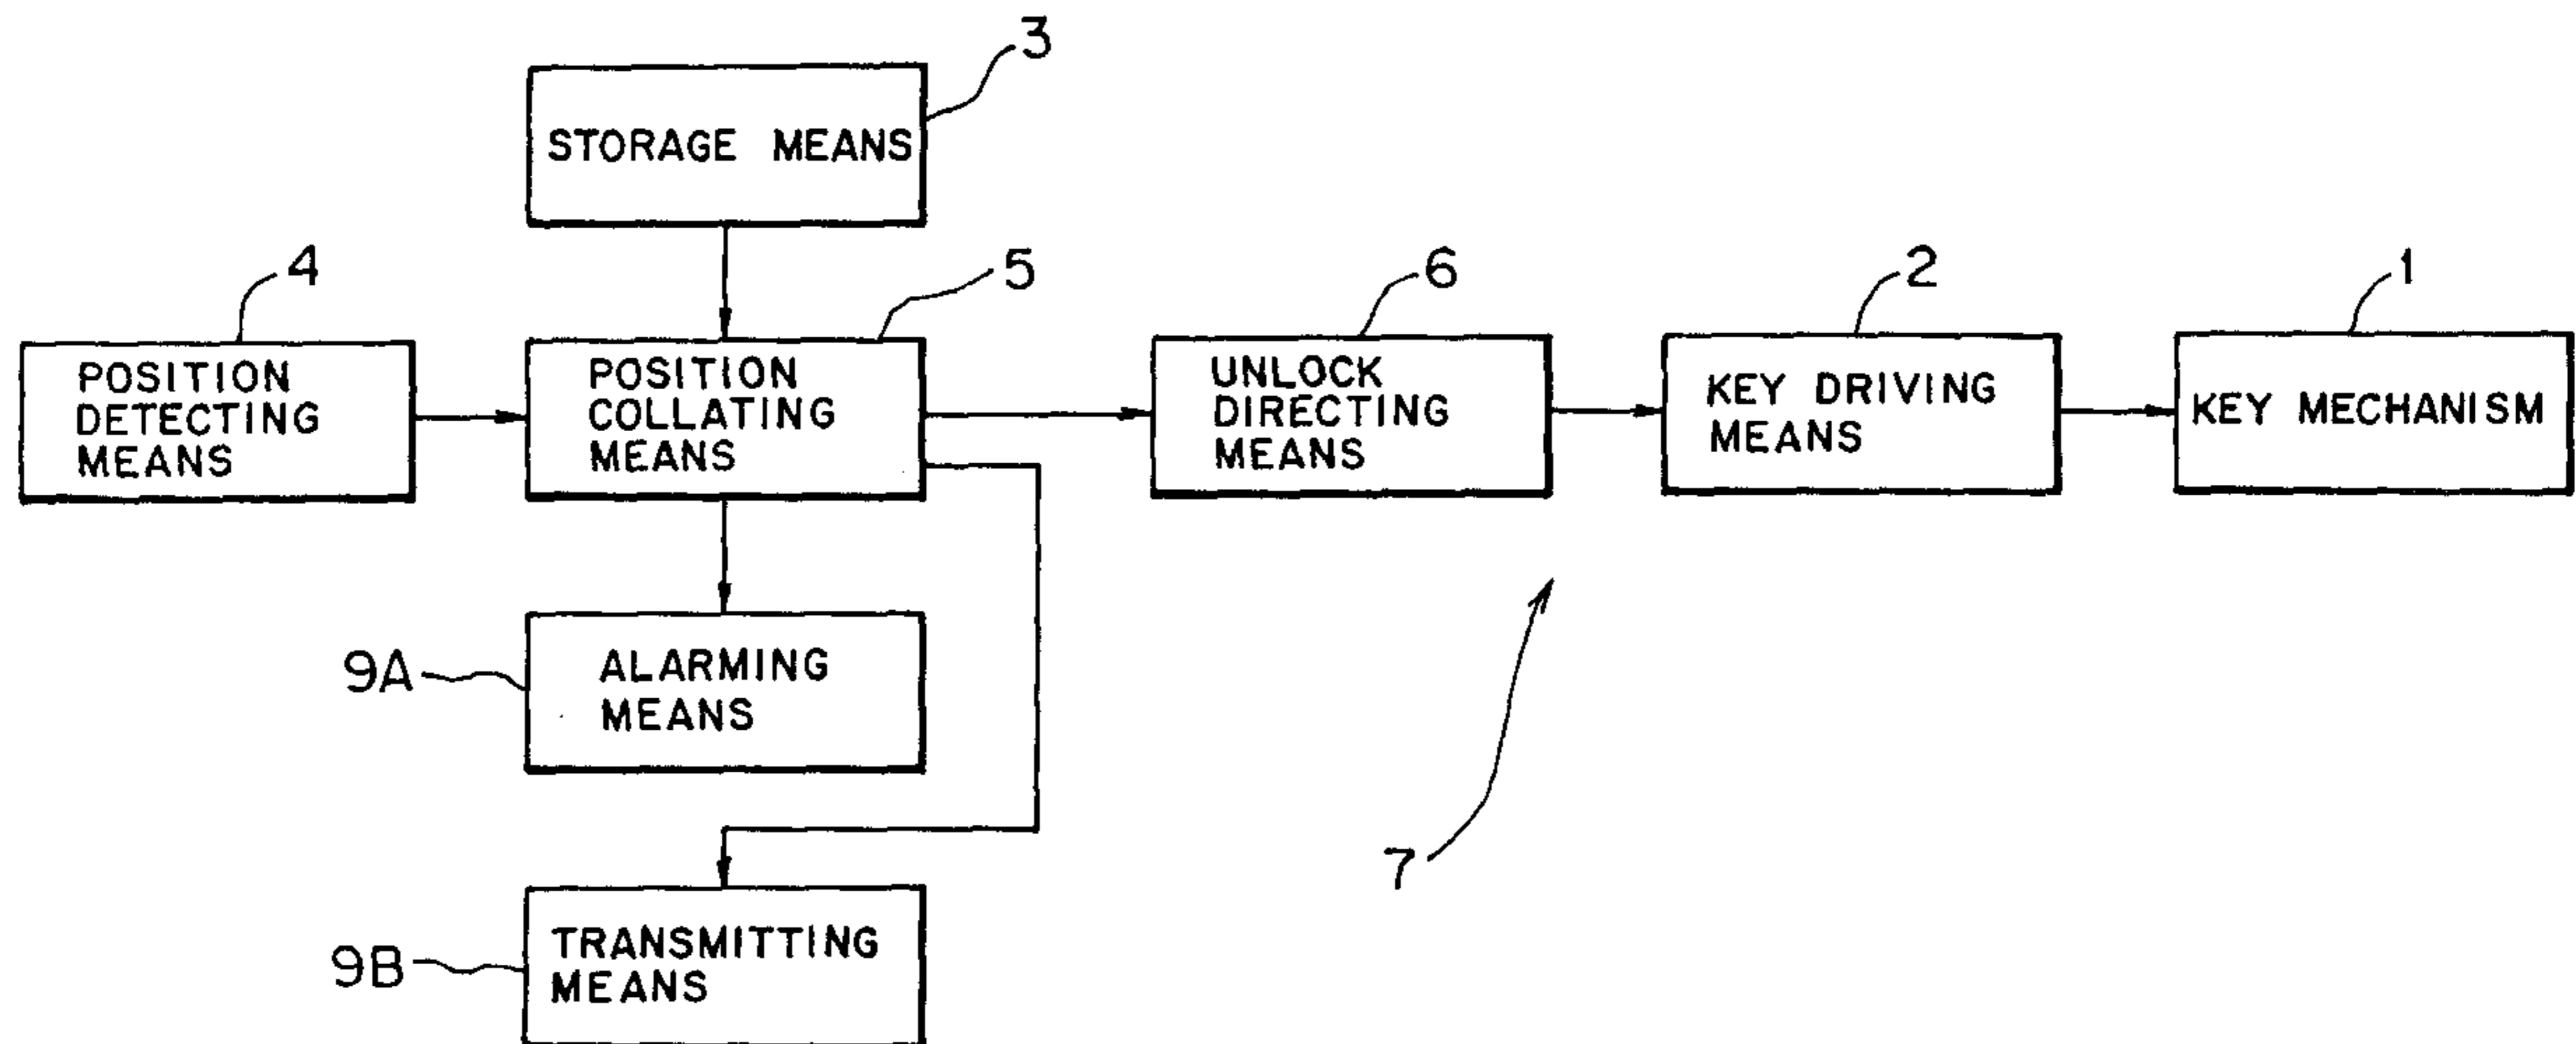 3
STORAGE MEANS
4
5
6
2
1
POSITION
DETECTING
MEANS
POSITION
COLLATING
MEANS
UNLOCK
DIRECTING
MEANS
KEY DRIVING
MEANS
KEY MECHANISM
9A
ALARMING
MEANS
7
9B
TRANSMITTING
MEANS